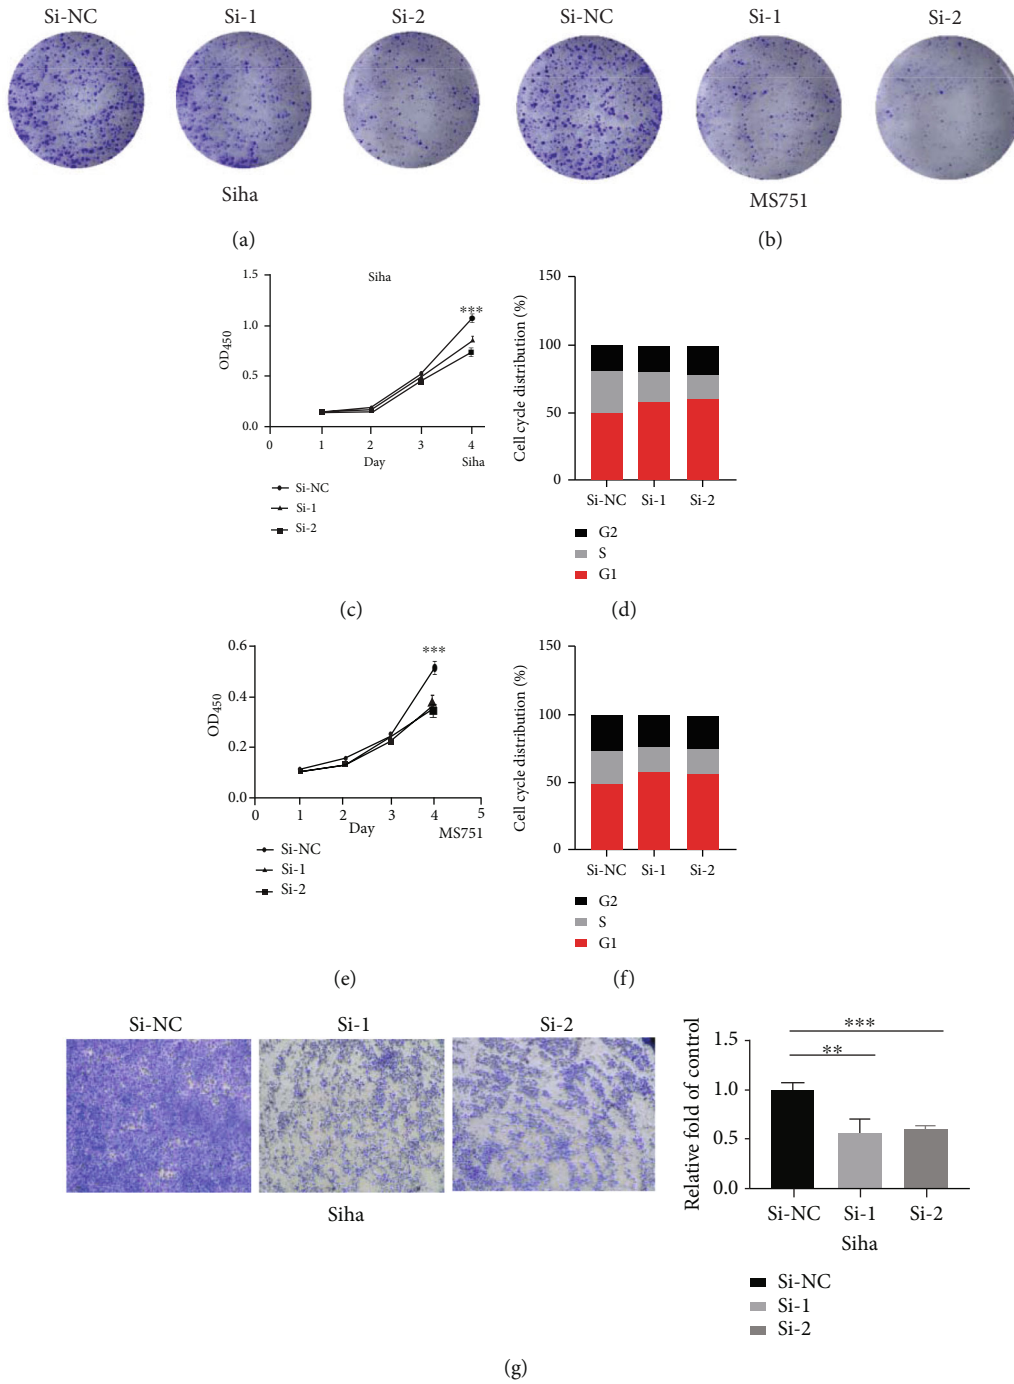 Si-NC Si-1 Si-2
Siha
(a)
Si-NC Si-1 Si-2
MS751
(b)
Siha
OD450
1.5
1.0
0.5
0.0
0 1 2 3 4
***
Day
Siha
Si-NC
Si-1
Si-2
(c)
Cell cycle distribution (%)
150
100
50
0
Si-NC Si-1 Si-2
G2
S
G1
(d)
OD450
0.6
0.4
0.2
0.0
0 1 2 3 4 5
***
Day
MS751
Si-NC
Si-1
Si-2
(e)
Cell cycle distribution (%)
150
100
50
0
Si-NC Si-1 Si-2
G2
S
G1
(f)
Si-NC Si-1 Si-2
Siha
Relative fold of control
1.5
1.0
0.5
0.0
***
**
Si-NC Si-1 Si-2
Siha
Si-NC
Si-1
Si-2
(g)